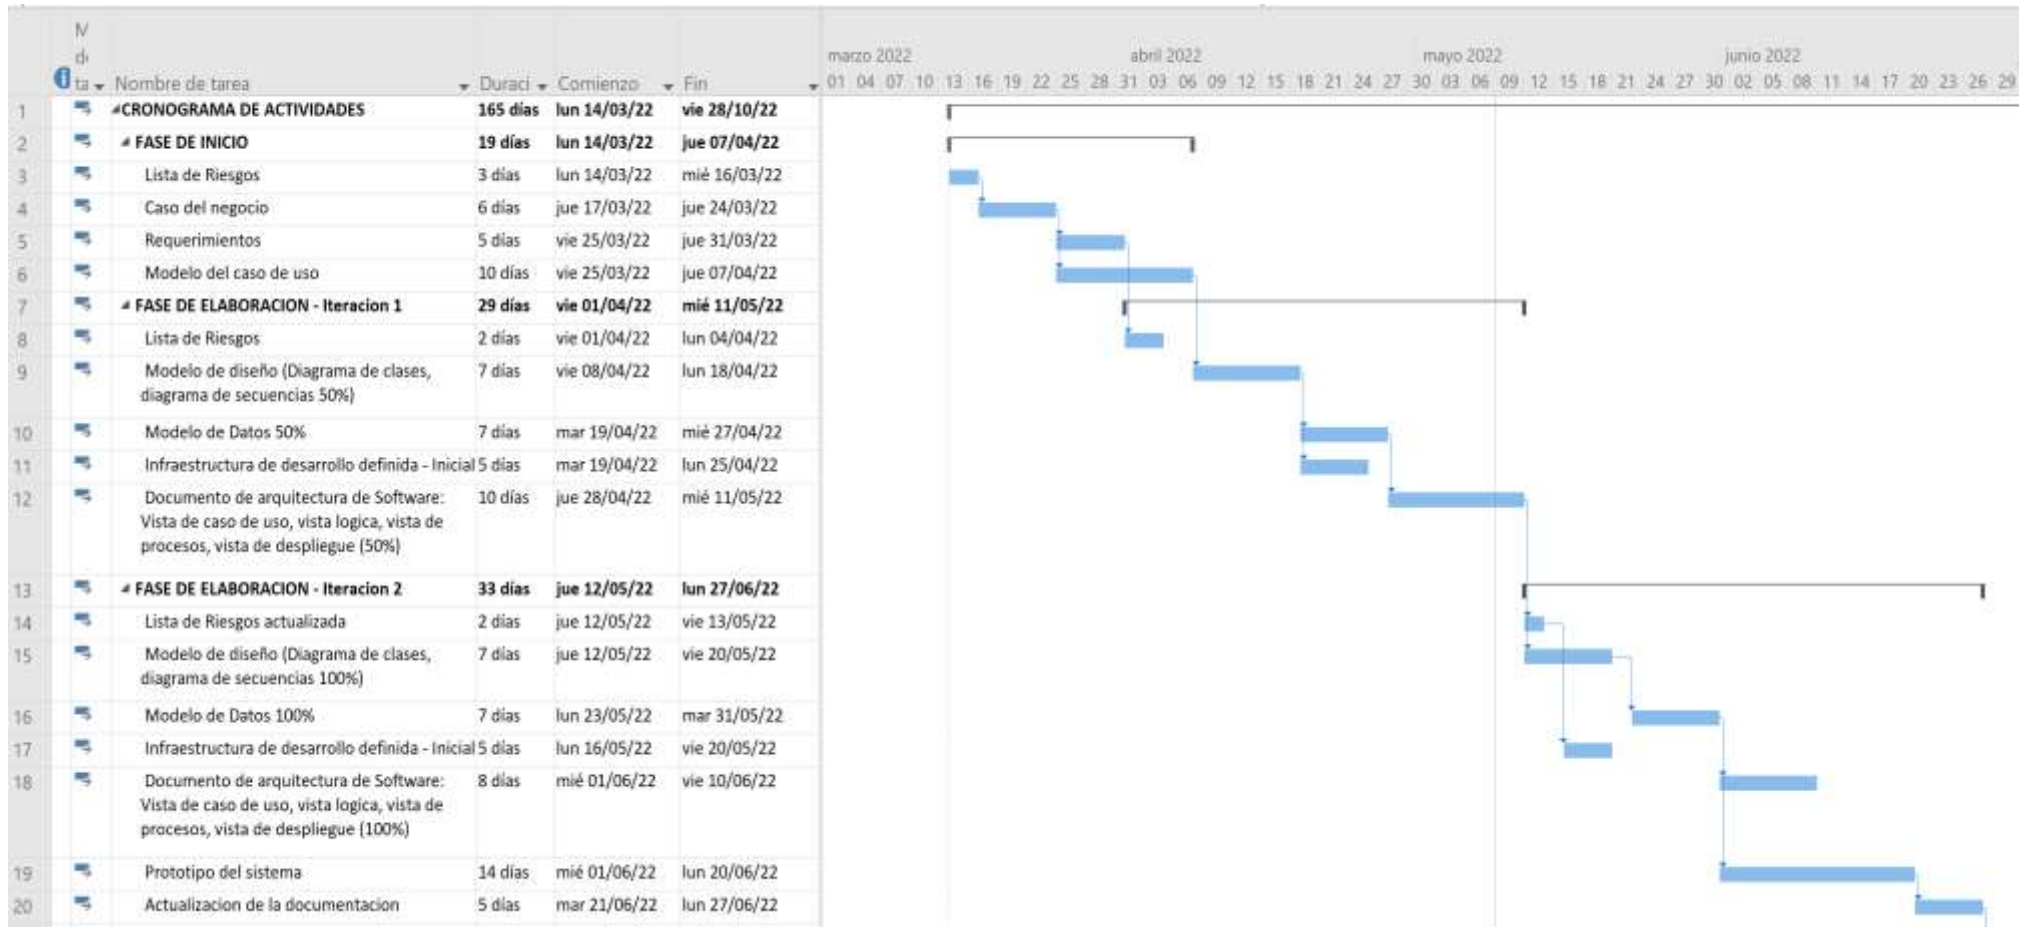 M
de
ta
Nombre de tarea Duraci Comienzo Fin
marzo 2022 abril 2022 mayo 2022 junio 2022
01 04 07 10 13 16 19 22 25 28 31 03 06 09 12 15 18 21 24 27 30 03 06 09 12 15 18 21 24 27 30 02 05 08 11 14 17 20 23 26 29
1 CRONOGRAMA DE ACTIVIDADES 165 días lun 14/03/22 vie 28/10/22
2 FASE DE INICIO 19 días lun 14/03/22 jue 07/04/22
3 Lista de Riesgos 3 días lun 14/03/22 mié 16/03/22
4 Caso del negocio 6 días jue 17/03/22 jue 24/03/22
5 Requerimientos 5 días vie 25/03/22 jue 31/03/22
6 Modelo del caso de uso 10 días vie 25/03/22 jue 07/04/22
7 FASE DE ELABORACION - Iteracion 1 29 días vie 01/04/22 mié 11/05/22
8 Lista de Riesgos 2 días vie 01/04/22 lun 04/04/22
9 Modelo de diseño (Diagrama de clases, 7 días vie 08/04/22 lun 18/04/22
diagrama de secuencias 50%)
10 Modelo de Datos 50% 7 días mar 19/04/22 mié 27/04/22
11 Infraestructura de desarrollo definida - Inicial 5 días mar 19/04/22 lun 25/04/22
12 Documento de arquitectura de Software: 10 días jue 28/04/22 mié 11/05/22
Vista de caso de uso, vista logica, vista de
procesos, vista de despliegue (50%)
13 FASE DE ELABORACION - Iteracion 2 33 días jue 12/05/22 lun 27/06/22
14 Lista de Riesgos actualizada 2 días jue 12/05/22 vie 13/05/22
15 Modelo de diseño (Diagrama de clases, 7 días jue 12/05/22 vie 20/05/22
diagrama de secuencias 100%)
16 Modelo de Datos 100% 7 días lun 23/05/22 mar 31/05/22
17 Infraestructura de desarrollo definida - Inicial 5 días lun 16/05/22 vie 20/05/22
18 Documento de arquitectura de Software: 8 días mié 01/06/22 vie 10/06/22
Vista de caso de uso, vista logica, vista de
procesos, vista de despliegue (100%)
19 Prototipo del sistema 14 días mié 01/06/22 lun 20/06/22
20 Actualizacion de la documentacion 5 días mar 21/06/22 lun 27/06/22